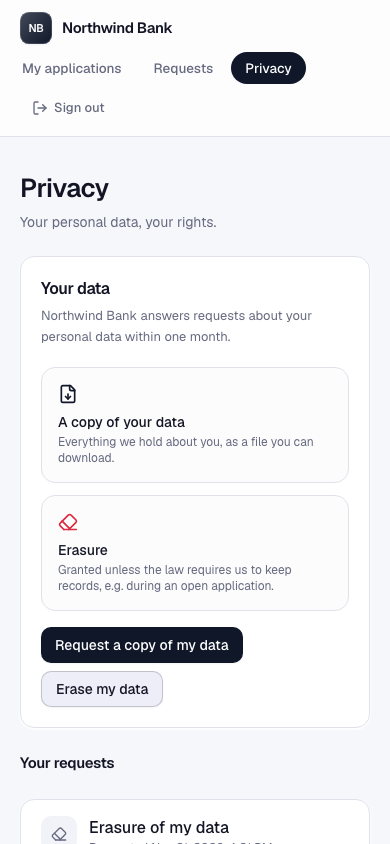 NB Northwind Bank
My applications Requests Privacy
Sign out
Privacy
Your personal data, your rights.
Your data
Northwind Bank answers requests about your
personal data within one month.
A copy of your data
Everything we hold about you, as a file you can
download.
Erasure
Granted unless the law requires us to keep
records, e.g. during an open application.
Request a copy of my data
Erase my data
Your requests
Erasure of my data